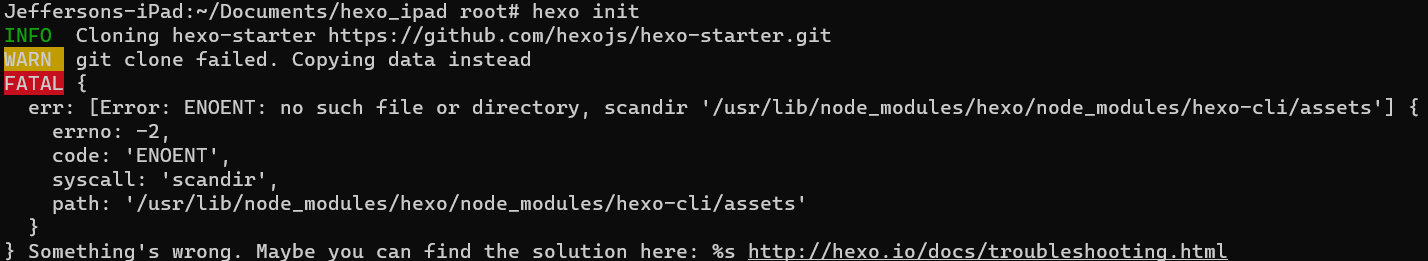 Jeffersons-iPad:~/Documents/hexo_ipad root# hexo init
INFO  Cloning hexo-starter https://github.com/hexojs/hexo-starter.git
WARN  git clone failed. Copying data instead
FATAL {
  err: [Error: ENOENT: no such file or directory, scandir '/usr/lib/node_modules/hexo/node_modules/hexo-cli/assets'] {
    errno: -2,
    code: 'ENOENT',
    syscall: 'scandir',
    path: '/usr/lib/node_modules/hexo/node_modules/hexo-cli/assets'
  }
} Something's wrong. Maybe you can find the solution here: %s http://hexo.io/docs/troubleshooting.html